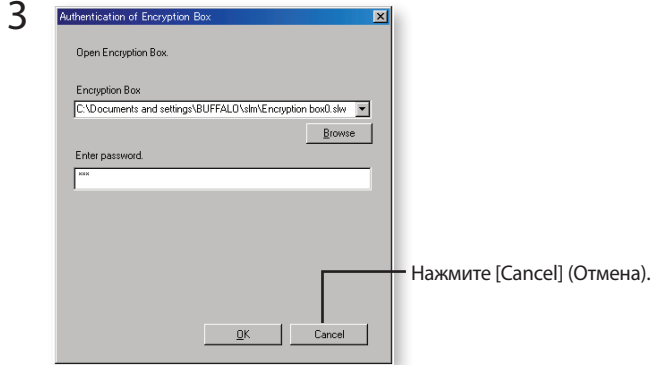 3
Authentication of Encryption Box
Open Encryption Box.
Encryption Box
C:\Documents and settings\BUFFALO\slm\Encryption box0.slw
Browse
Enter password.
***
Нажмите [Cancel] (Отмена).
OK
Cancel